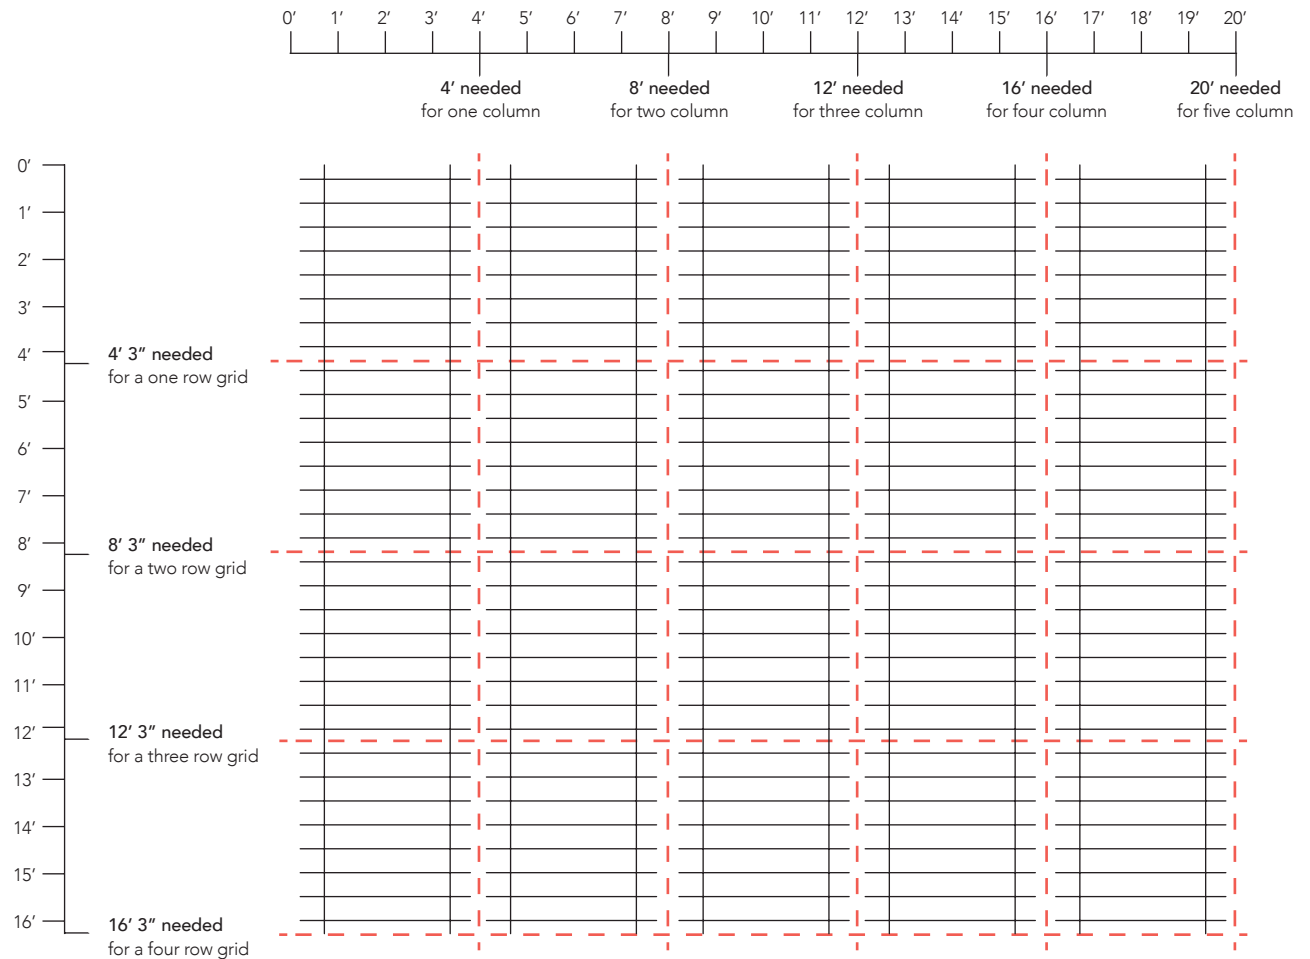 0’ 1’ 2’ 3’ 4’ 5’ 6’ 7’ 8’ 9’ 10’ 11’ 12’ 13’ 14’ 15’ 16’ 17’ 18’ 19’ 20’
4’ needed
for one column
8’ needed
for two column
12’ needed
for three column
16’ needed
for four column
20’ needed
for five column
0’
1’
2’
3’
4’
4’ 3” needed
for a one row grid
5’
6’
7’
8’
8’ 3” needed
for a two row grid
9’
10’
11’
12’
12’ 3” needed
for a three row grid
13’
14’
15’
16’
16’ 3” needed
for a four row grid